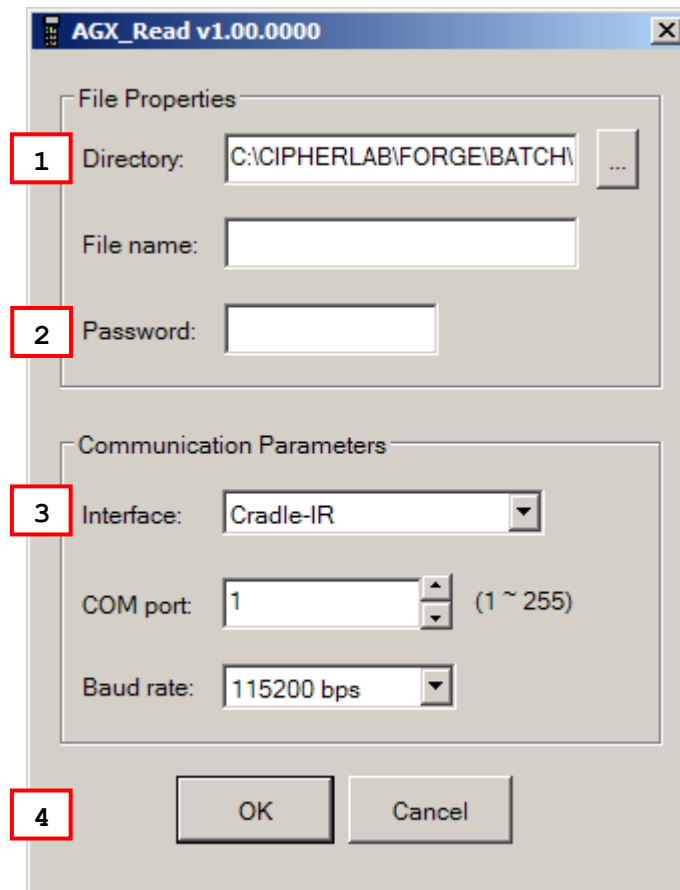 AGX_Read v1.00.0000
File Properties
1 Directory: C:\CIPHERLAB\FORGE\BATCH\ ...
File name:
2 Password:
Communication Parameters
3 Interface: Cradle-IR
COM port: 1 (1 ~ 255)
Baud rate: 115200 bps
4 OK Cancel